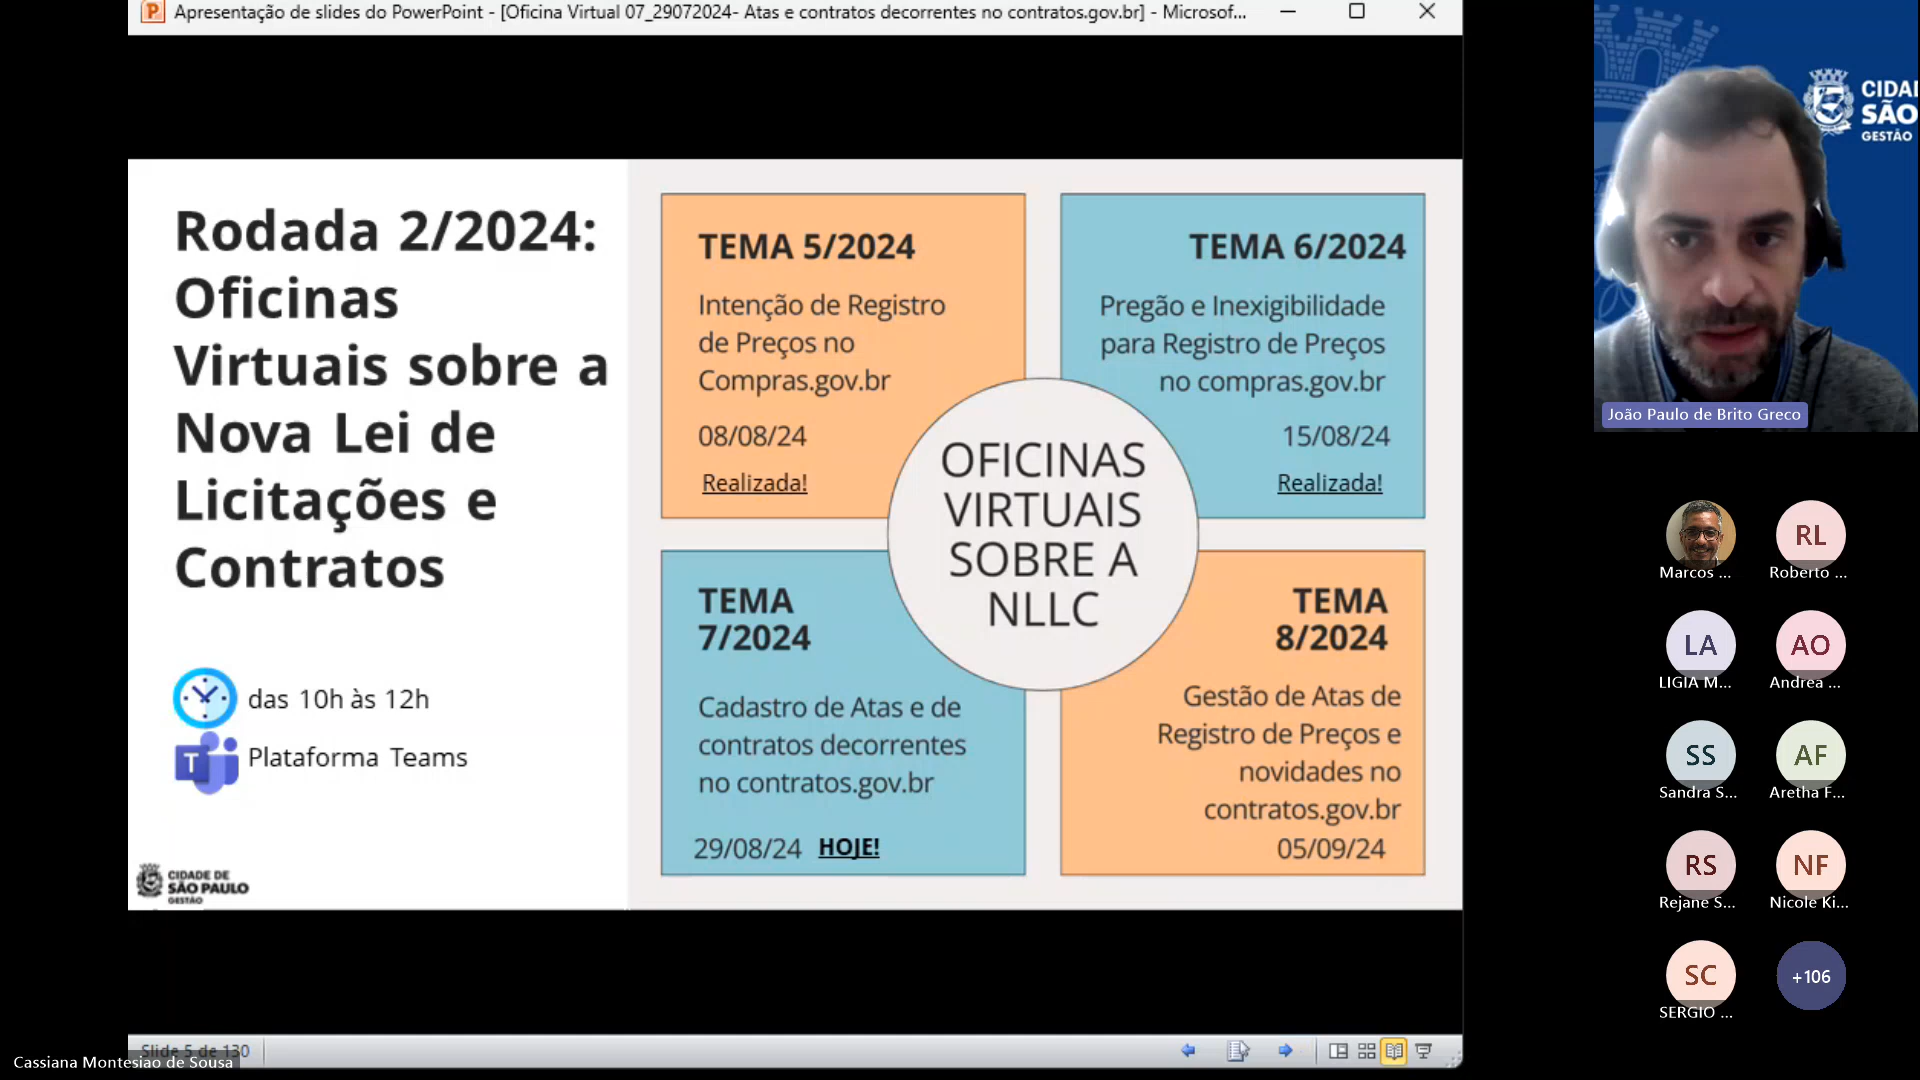 Apresentação de slides do PowerPoint - [Oficina Virtual 07_29072024- Atas e contratos decorrentes no contratos.gov.br] - Microsof...
Rodada 2/2024:
Oficinas
Virtuais sobre a
Nova Lei de
Licitações e
Contratos
das 10h às 12h
T
Plataforma Teams
CIDADE DE
SÃO PAULO
GESTÃO
TEMA 5/2024
Intenção de Registro
de Preços no
Compras.gov.br
08/08/24
Realizada!
TEMA 6/2024
Pregão e Inexigibilidade
para Registro de Preços
no compras.gov.br
15/08/24
Realizada!
OFICINAS
VIRTUAIS
SOBRE A
NLLC
TEMA
7/2024
Cadastro de Atas e de
contratos decorrentes
no contratos.gov.br
29/08/24 HOJE!
TEMA
8/2024
Gestão de Atas de
Registro de Preços e
novidades no
contratos.gov.br
05/09/24
Slide 5 de 130
Cassiana Montesiao de Sousa
CIDA
SÃO
GESTÃO
João Paulo de Brito Greco
Marcos ...
RL
Roberto ...
LA
LIGIA M...
AO
Andrea ...
SS
Sandra S...
AF
Aretha F...
RS
Rejane S...
NF
Nicole Ki...
SC
SERGIO ...
+106